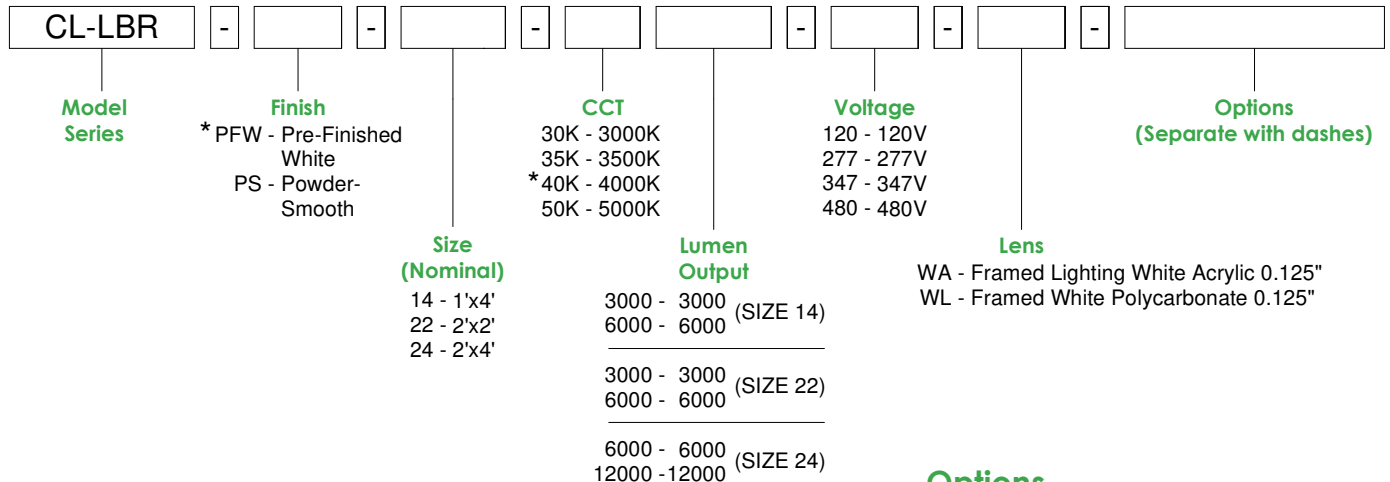 CL-LBR - - - - - -
Model
Series
Finish
*PFW - Pre-Finished
White
PS - Powder-
Smooth
Size
(Nominal)
14 - 1'x4'
22 - 2'x2'
24 - 2'x4'
CCT
30K - 3000K
35K - 3500K
*40K - 4000K
50K - 5000K
Lumen
Output
3000 - 3000
6000 - 6000
(SIZE 14)
3000 - 3000
6000 - 6000
(SIZE 22)
6000 - 6000
12000 -12000
(SIZE 24)
Voltage
120 - 120V
277 - 277V
347 - 347V
480 - 480V
Lens
WA - Framed Lighting White Acrylic 0.125"
WL - Framed White Polycarbonate 0.125"
Options
(Separate with dashes)
Options